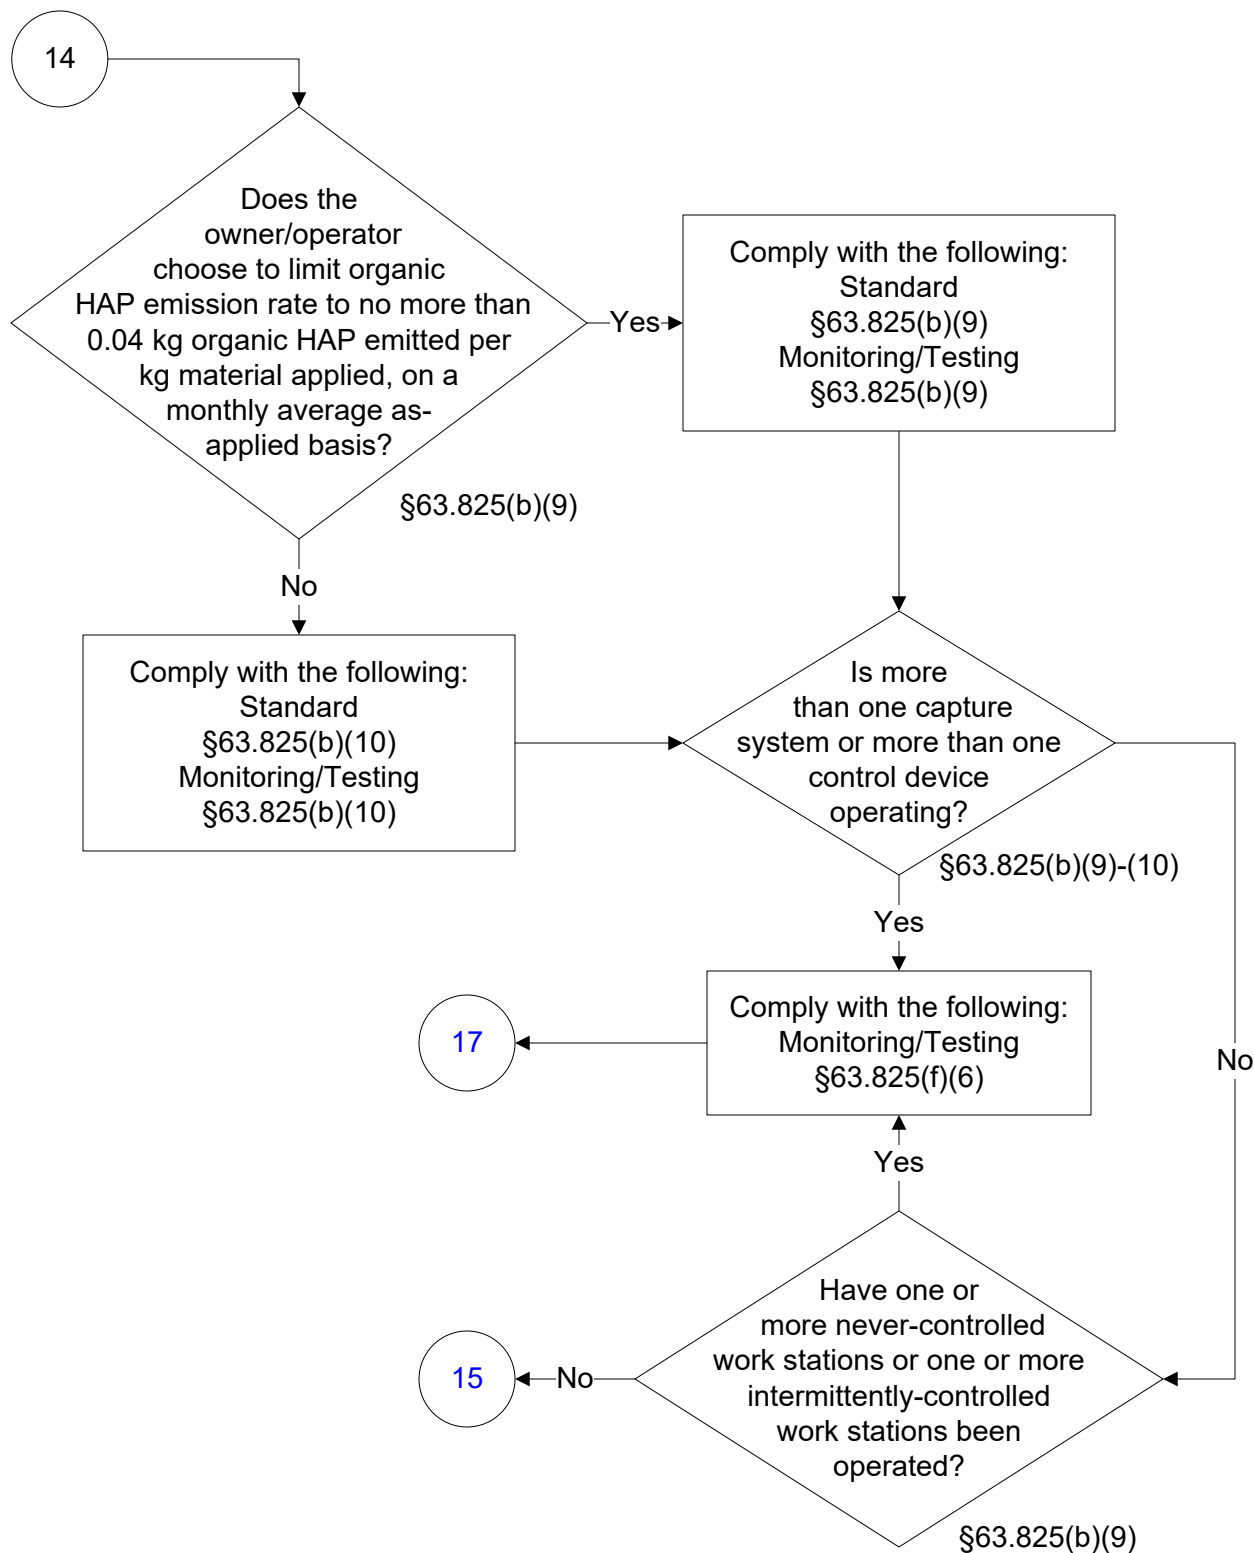 14
Does the
owner/operator
choose to limit organic
HAP emission rate to no more than
0.04 kg organic HAP emitted per
kg material applied, on a
monthly average as-
applied basis?
§63.825(b)(9)
Yes
Comply with the following:
Standard
§63.825(b)(9)
Monitoring/Testing
§63.825(b)(9)
No
Comply with the following:
Standard
§63.825(b)(10)
Monitoring/Testing
§63.825(b)(10)
Is more
than one capture
system or more than one
control device
operating?
§63.825(b)(9)-(10)
Yes
No
Comply with the following:
Monitoring/Testing
§63.825(f)(6)
17
Yes
Have one or
more never-controlled
work stations or one or more
intermittently-controlled
work stations been
operated?
§63.825(b)(9)
No
15